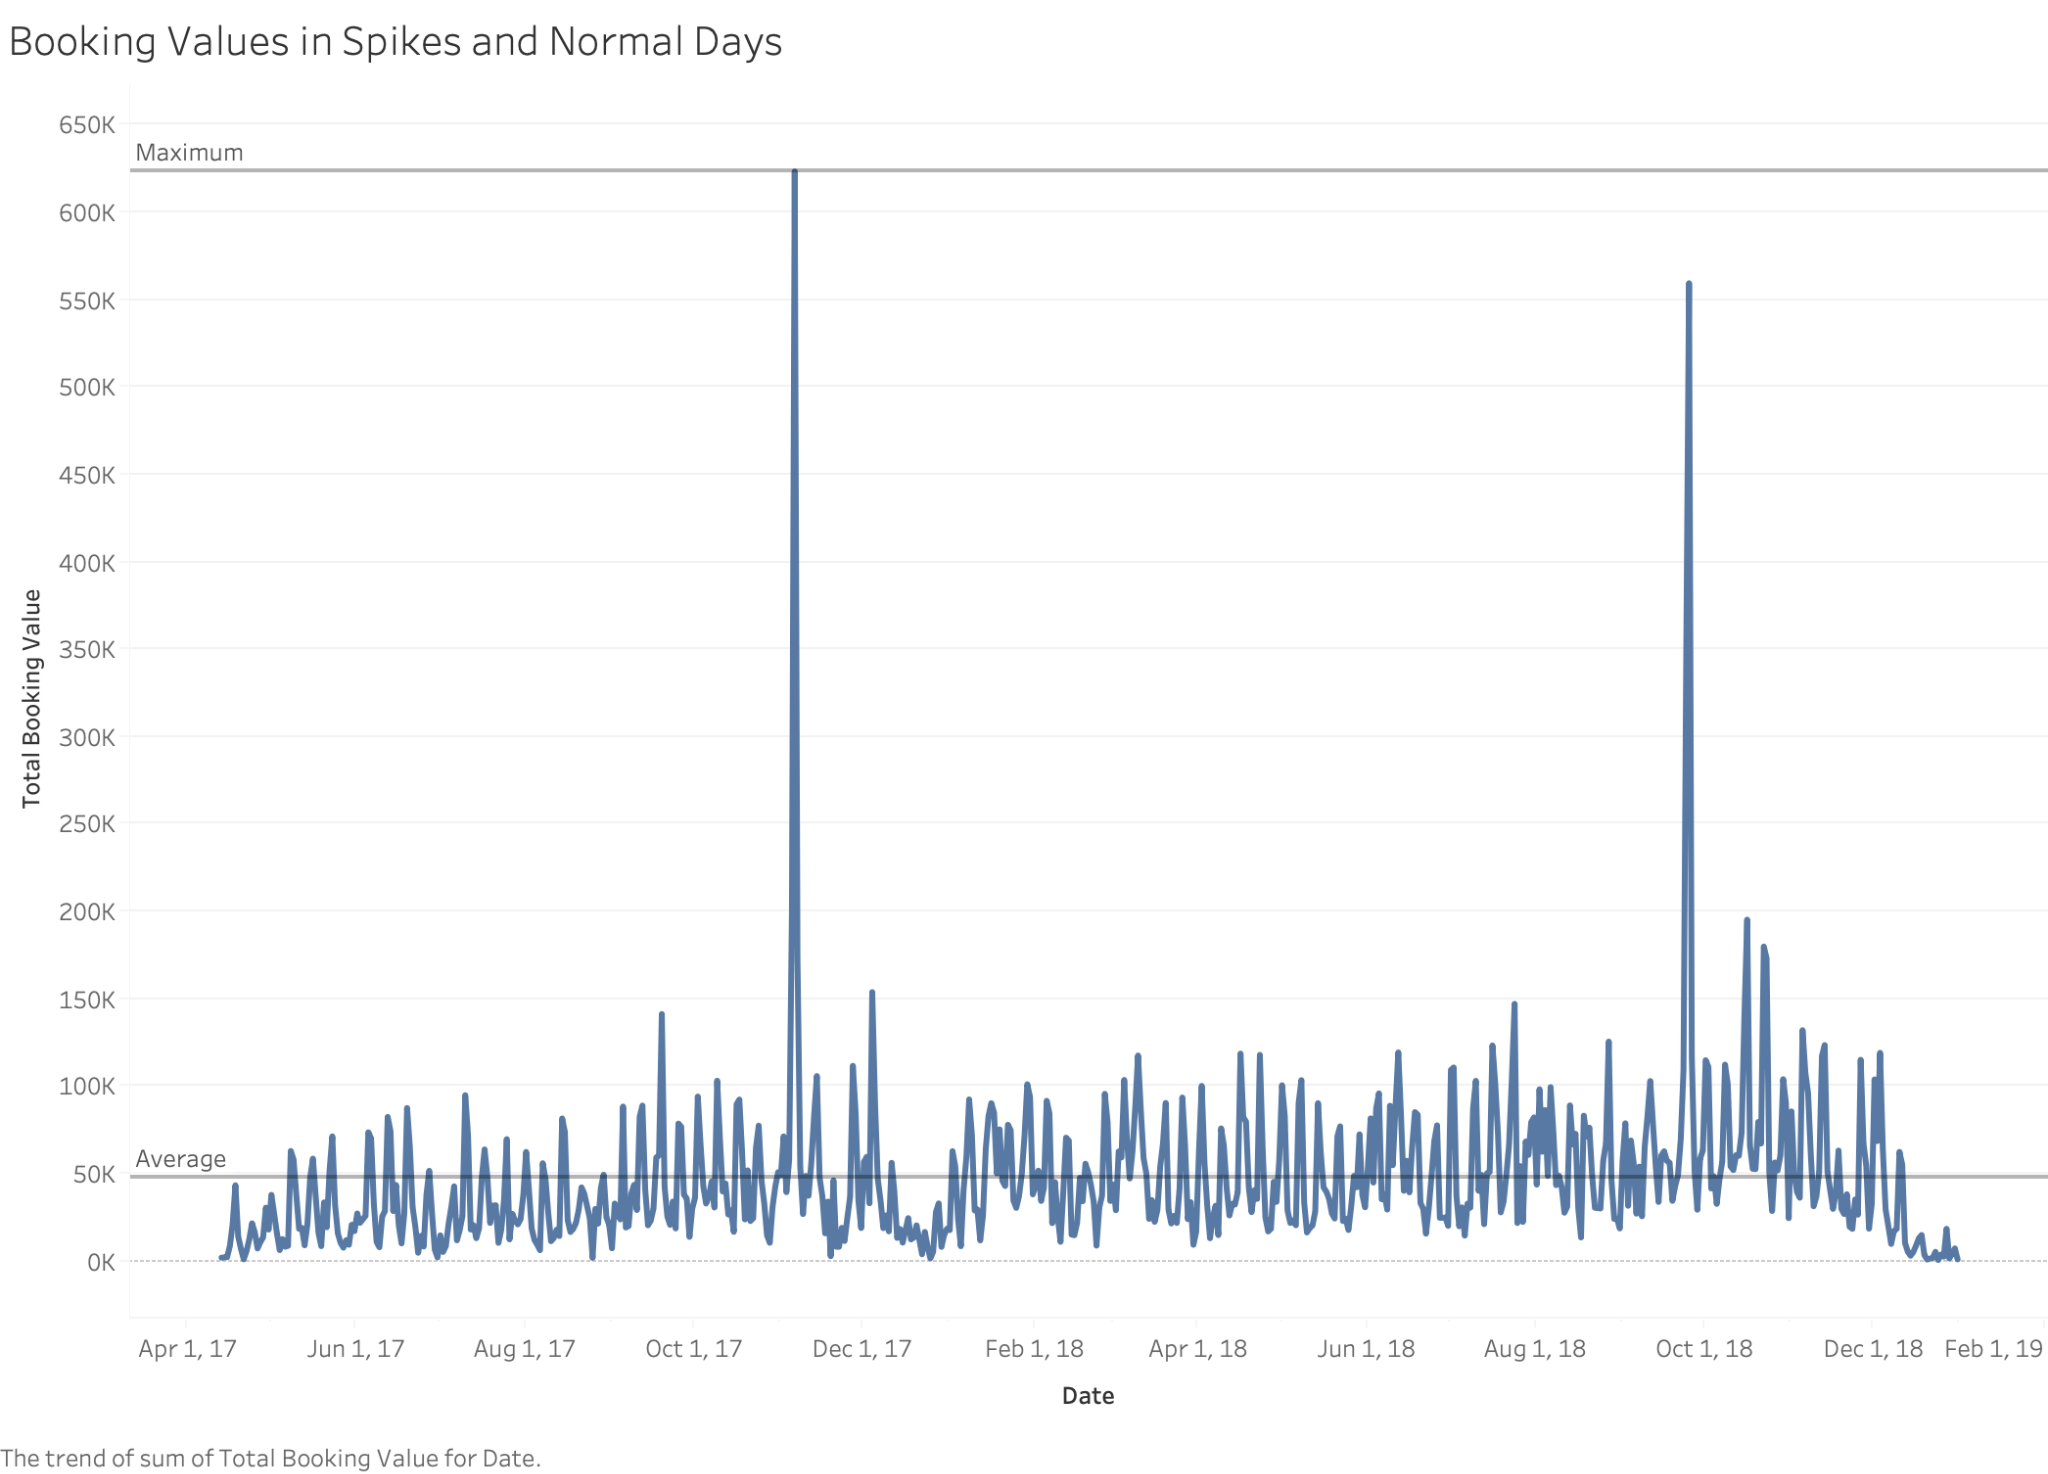 Booking Values in Spikes and Normal Days
650K
Maximum
600K
550K
500K
450K
400K
350K
300K
250K
200K
150K
100K
50K
Average
0K
Total Booking Value
Apr 1, 17 Jun 1, 17 Aug 1, 17 Oct 1, 17 Dec 1, 17 Feb 1, 18 Apr 1, 18 Jun 1, 18 Aug 1, 18 Oct 1, 18 Dec 1, 18 Feb 1, 19
Date
The trend of sum of Total Booking Value for Date.